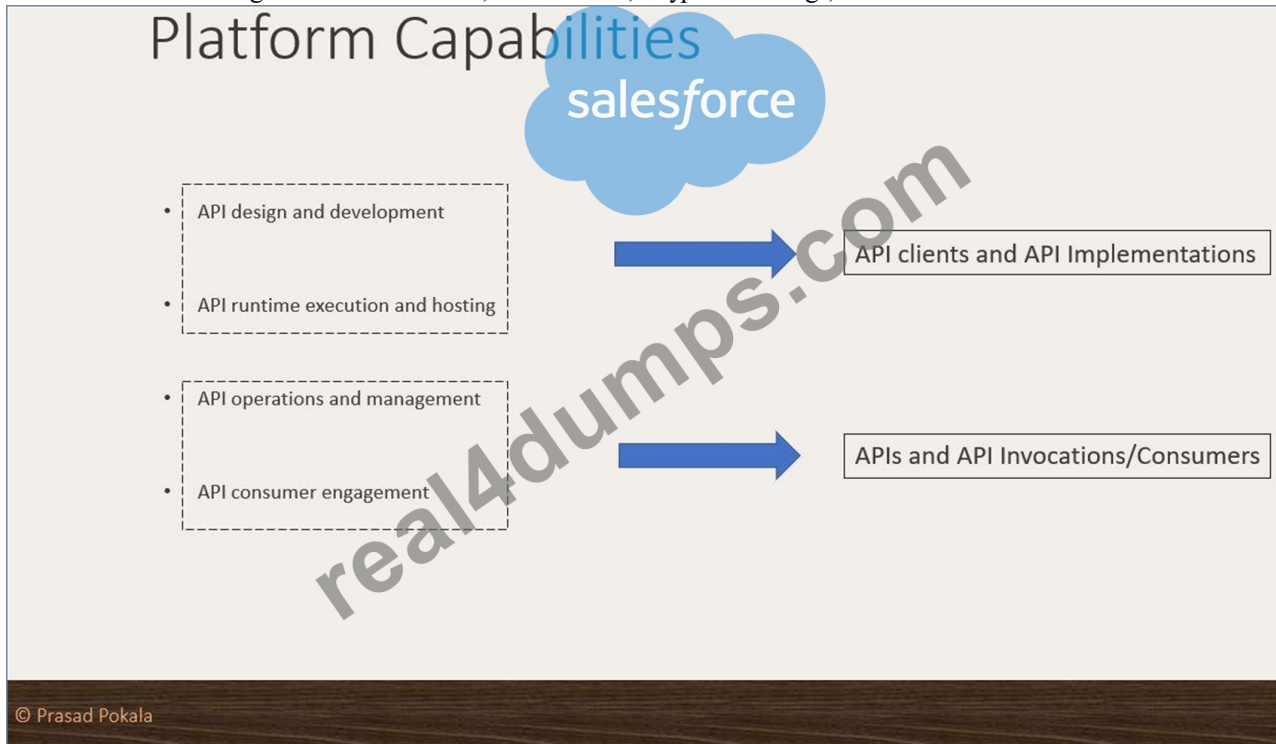 Platform Capabilities
salesforce
• API design and development
API clients and API Implementations
• API runtime execution and hosting
• API operations and management
APIs and API Invocations/Consumers
• API consumer engagement
real4dumps.com
© Prasad Pokala